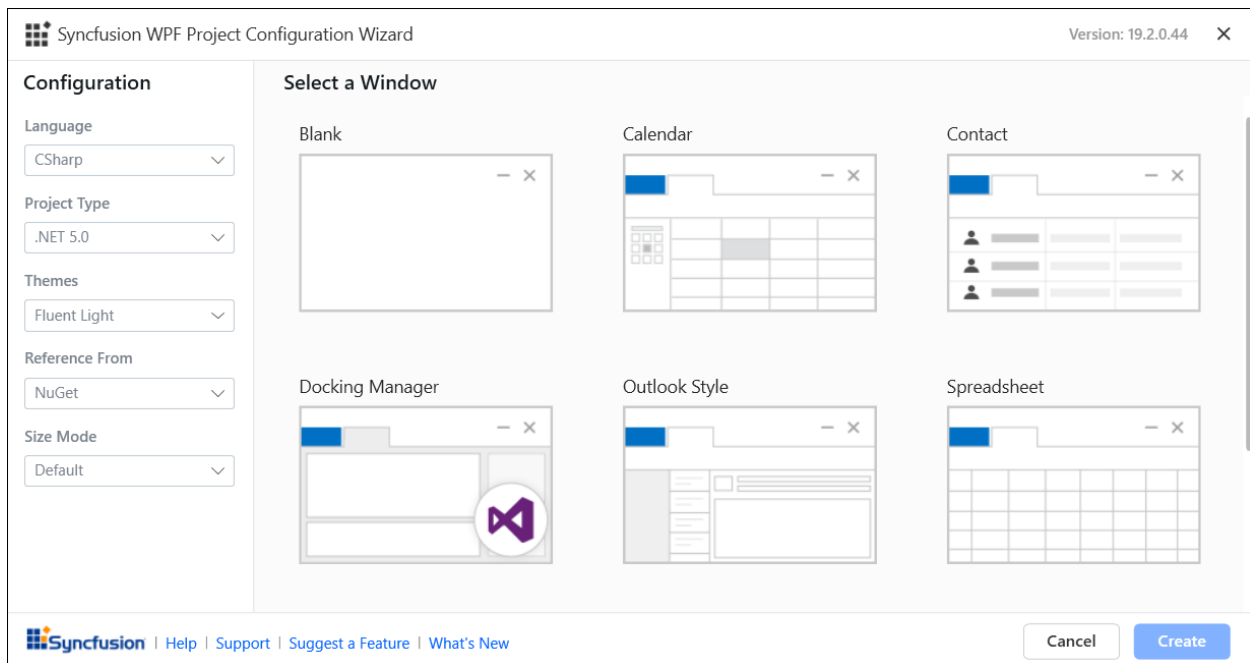 Syncfusion WPF Project Configuration Wizard
Version: 19.2.0.44
Configuration
Language
CSharp
Project Type
.NET 5.0
Themes
Fluent Light
Reference From
NuGet
Size Mode
Default
Select a Window
Blank
Calendar
Contact
Docking Manager
Outlook Style
Spreadsheet
Syncfusion | Help | Support | Suggest a Feature | What's New
Cancel
Create